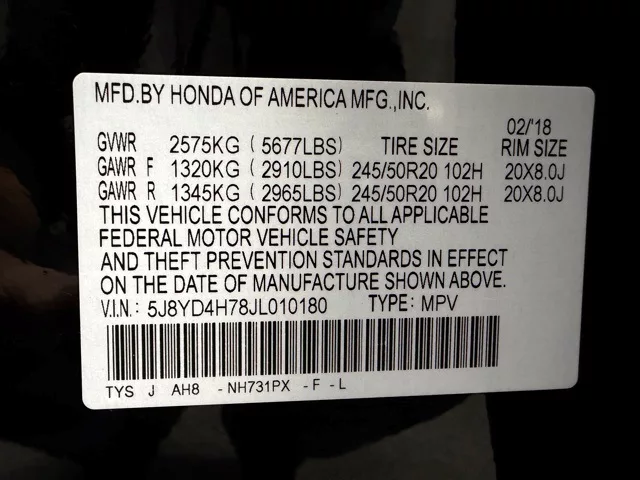 MFD.BY HONDA OF AMERICA MFG.,INC.
02/'18
GVWR 2575KG ( 5677LBS) TIRE SIZE RIM SIZE
GAWR F 1320KG ( 2910LBS) 245/50R20 102H 20X8.0J
GAWR R 1345KG ( 2965LBS) 245/50R20 102H 20X8.0J
THIS VEHICLE CONFORMS TO ALL APPLICABLE
FEDERAL MOTOR VEHICLE SAFETY
AND THEFT PREVENTION STANDARDS IN EFFECT
ON THE DATE OF MANUFACTURE SHOWN ABOVE.
V.I.N.: 5J8YD4H78JL010180 TYPE: MPV
TYS J AH8 - NH731PX - F - L